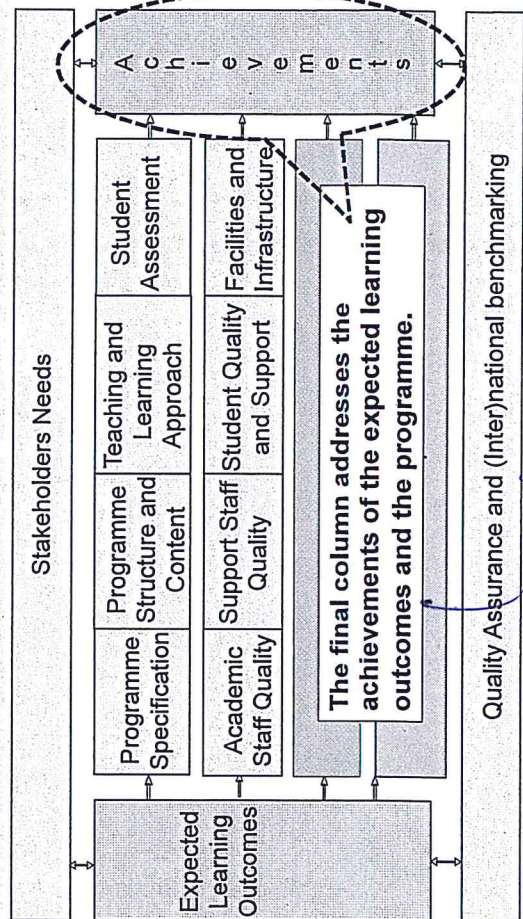 Stakeholders Needs
Expected
Learning
Outcomes
Programme
Specification
Programme
Structure and
Content
Teaching and
Learning
Approach
Student
Assessment
Academic
Staff Quality
Support Staff
Quality
Student Quality
and Support
Facilities and
Infrastructure
The final column addresses the
achievements of the expected learning
outcomes and the programme.
A
c
h
i
e
v
e
m
e
n
t
s
Quality Assurance and (Inter)national benchmarking